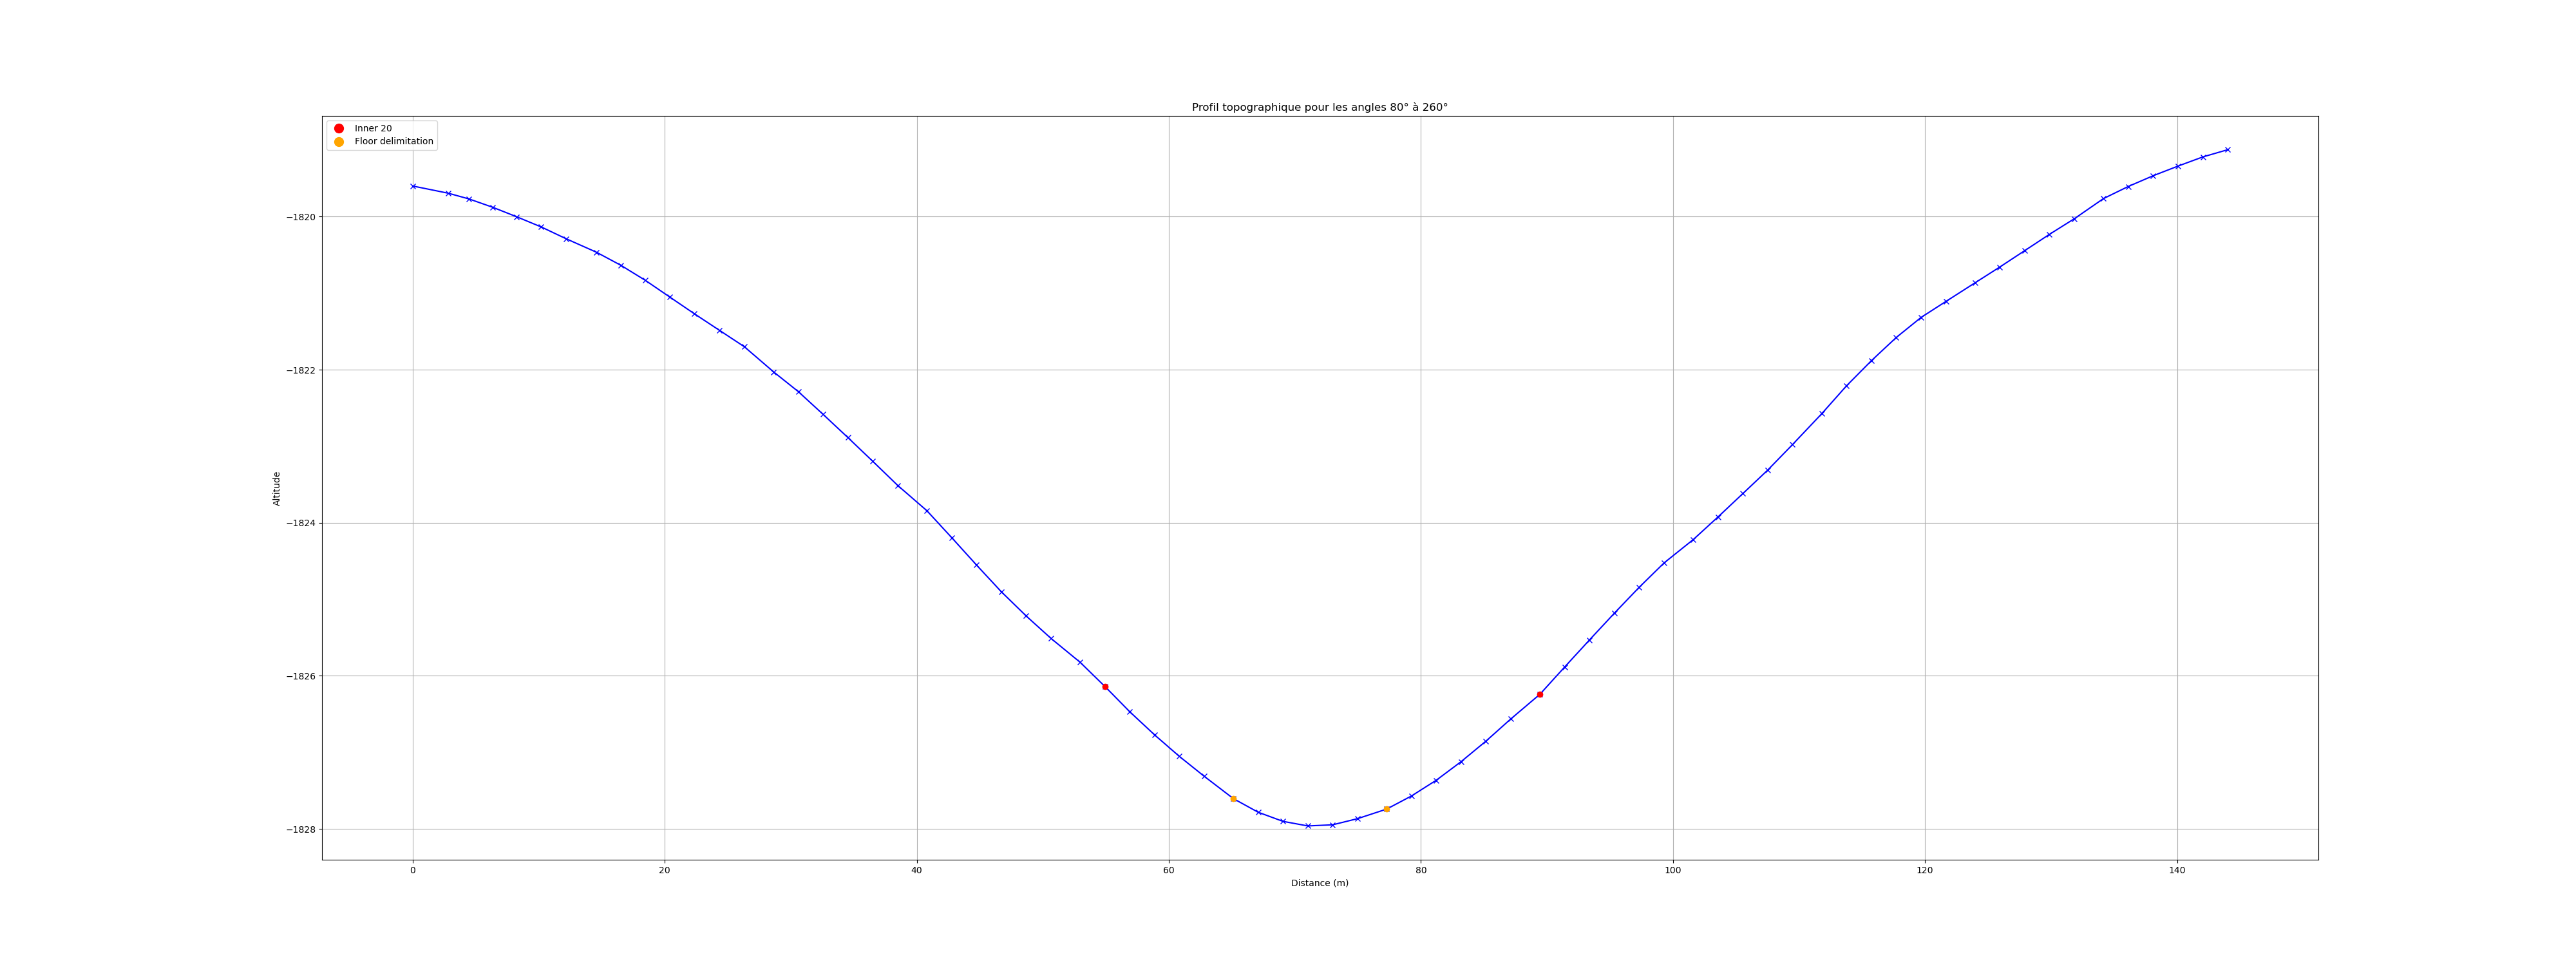 Profil topographique pour les angles 80° à 260°
Inner 20
Floor delimitation
Altitude
−1820
−1822
−1824
−1826
−1828
0 20 40 60 80 100 120 140
Distance (m)